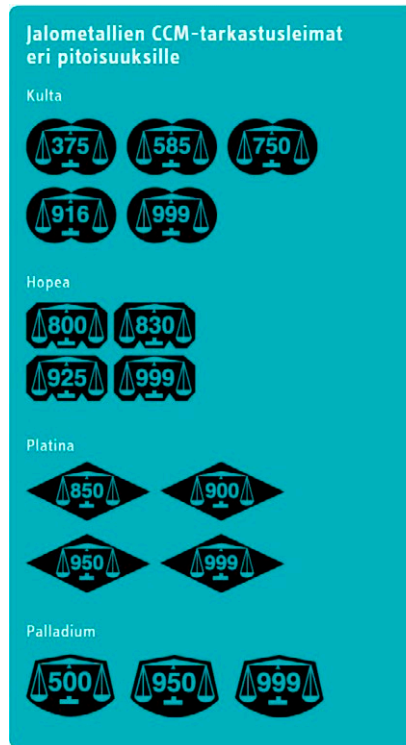 Jalometallien CCM-tarkastusleimat
eri pitoisuuksille
Kulta
375 585 750
916 999
Hopea
800 830
925 999
Platina
850 900
950 999
Palladium
500 950 999